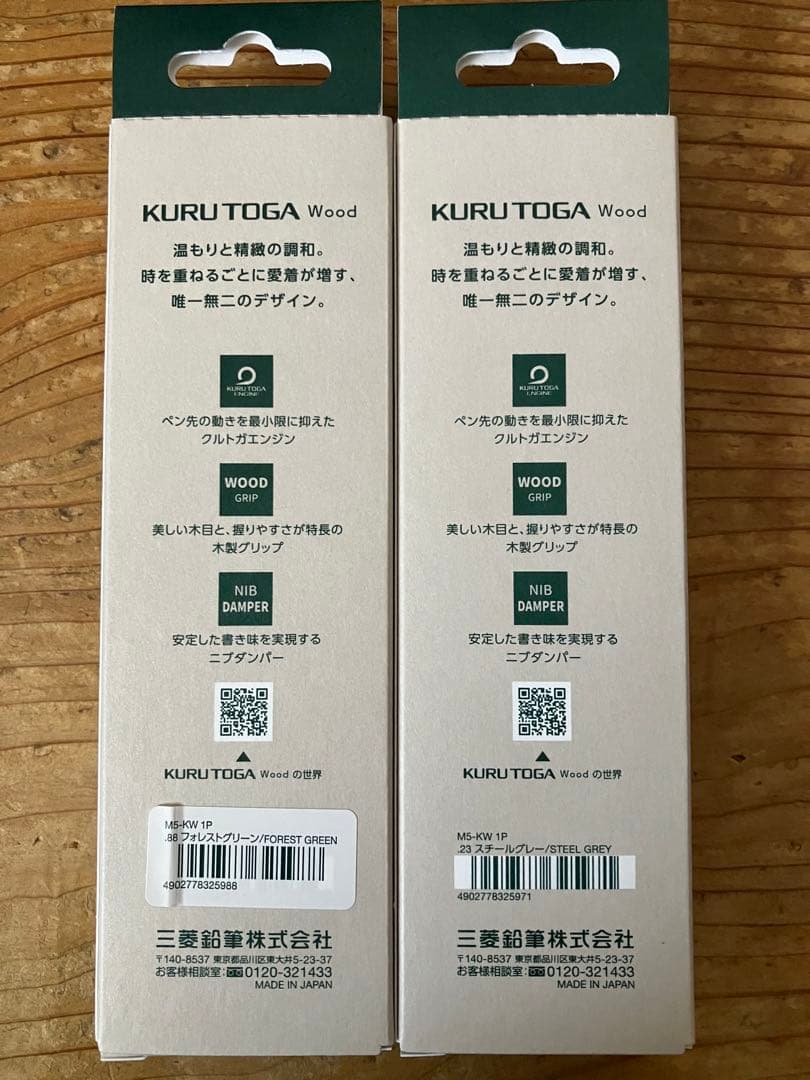 KURU TOGA Wood
温もりと精緻の調和。
時を重ねるごとに愛着が増す、
唯一無二のデザイン。
KURU TOGA
ENGINE
ペン先の動きを最小限に抑えた
クルトガエンジン
WOOD
GRIP
美しい木目と、握りやすさが特長の
木製グリップ
NIB
DAMPER
安定した書き味を実現する
ニブダンパー
KURU TOGA Wood の世界
M5-KW 1P
.88 フォレストグリーン/FOREST GREEN
4902778325988
三菱鉛筆株式会社
〒140-8537 東京都品川区東大井5-23-37
お客様相談室:0120-321433
MADE IN JAPAN
KURU TOGA Wood
温もりと精緻の調和。
時を重ねるごとに愛着が増す、
唯一無二のデザイン。
KURU TOGA
ENGINE
ペン先の動きを最小限に抑えた
クルトガエンジン
WOOD
GRIP
美しい木目と、握りやすさが特長の
木製グリップ
NIB
DAMPER
安定した書き味を実現する
ニブダンパー
KURU TOGA Wood の世界
M5-KW 1P
.23 スチールグレー/STEEL GREY
4902778325971
三菱鉛筆株式会社
〒140-8537 東京都品川区東大井5-23-37
お客様相談室:0120-321433
MADE IN JAPAN